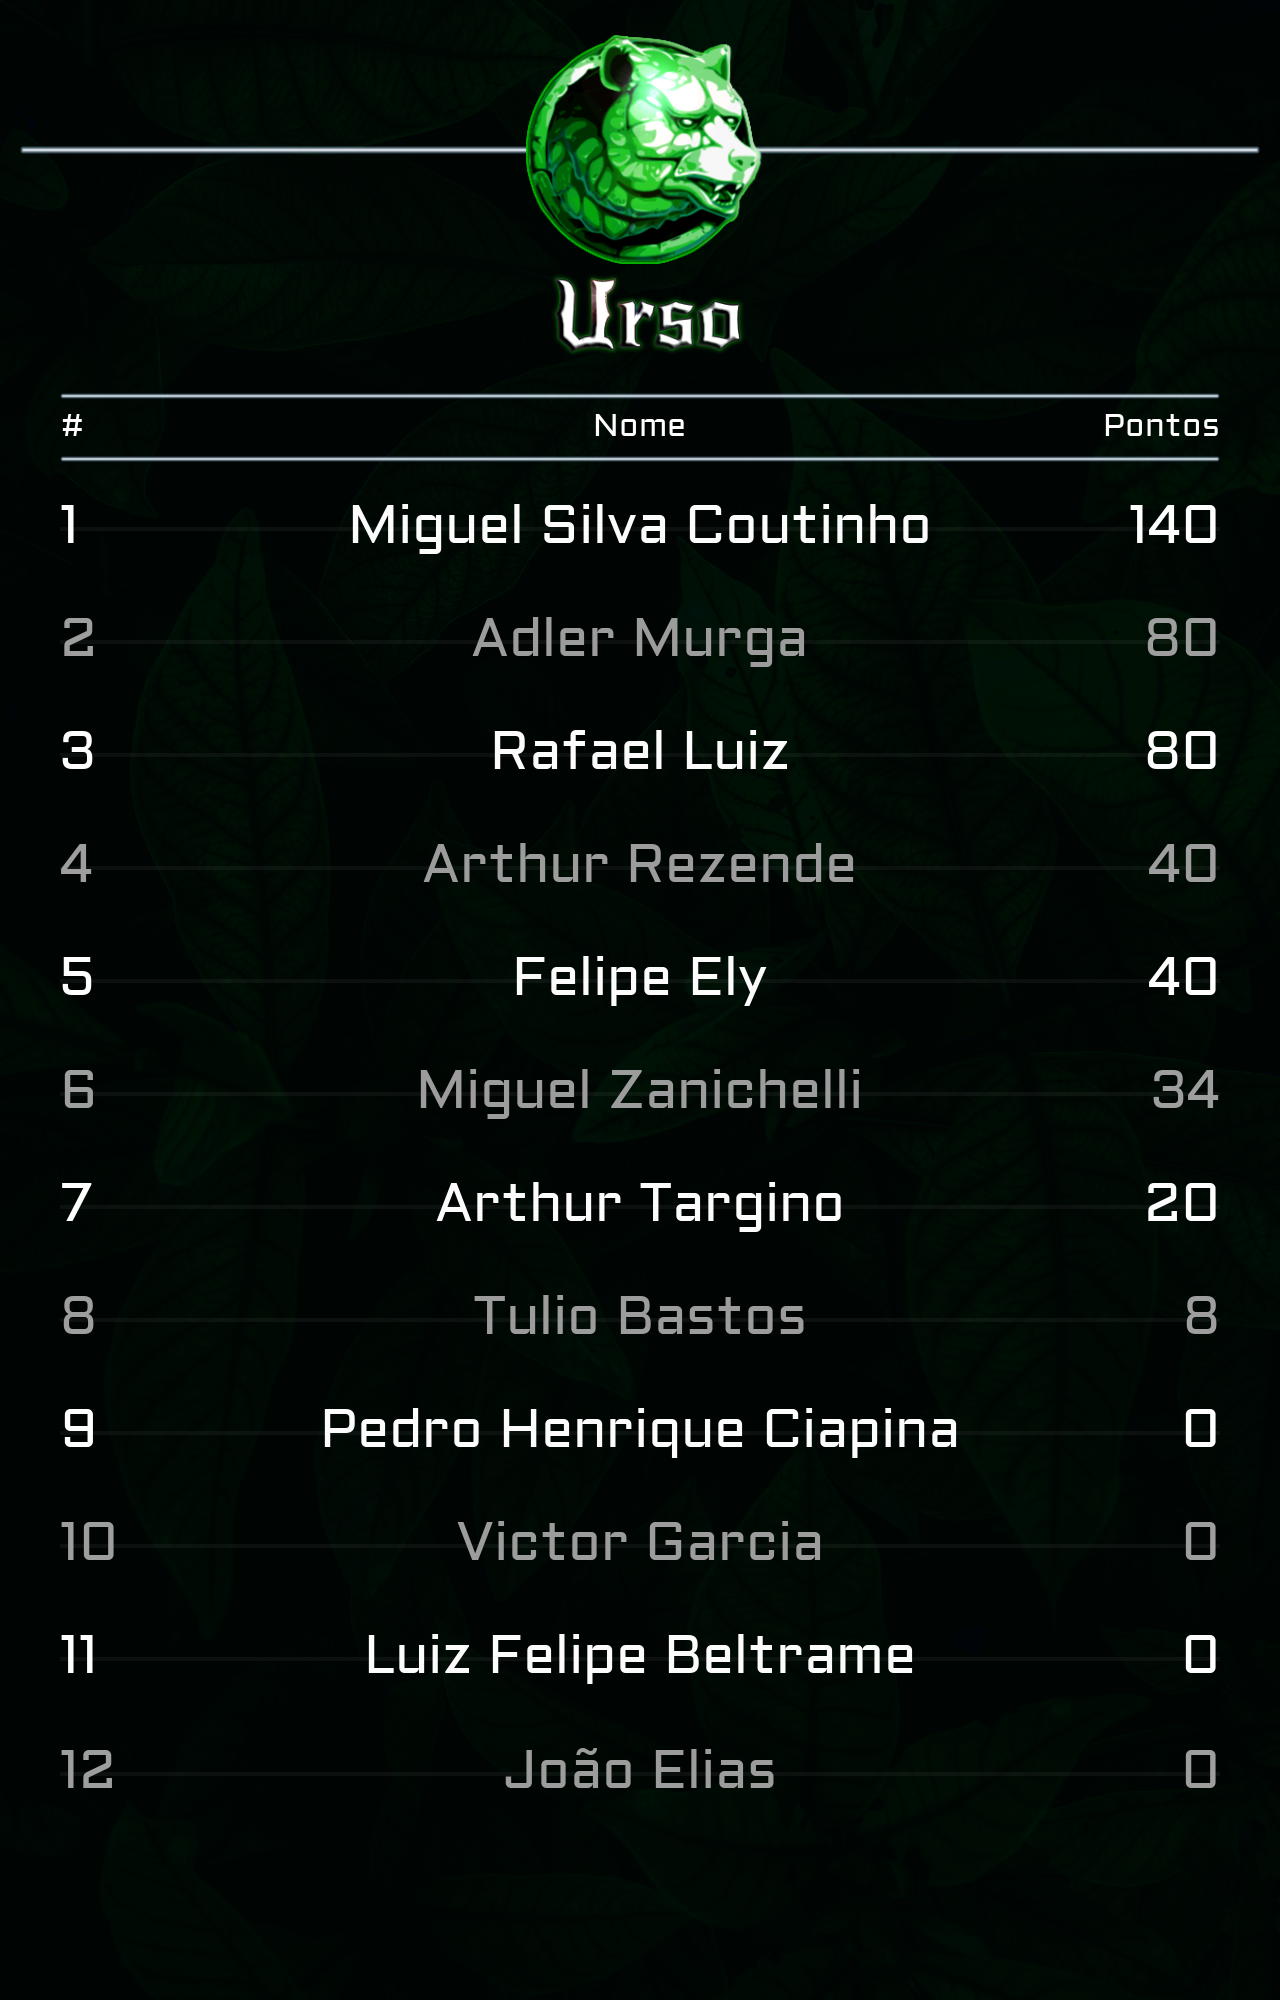 Urso
# Nome Pontos
1 Miguel Silva Coutinho 140
2 Adler Murga 80
3 Rafael Luiz 80
4 Arthur Rezende 40
5 Felipe Ely 40
6 Miguel Zanichelli 34
7 Arthur Targino 20
8 Tulio Bastos 8
9 Pedro Henrique Ciapina 0
10 Victor Garcia 0
11 Luiz Felipe Beltrame 0
12 João Elias 0